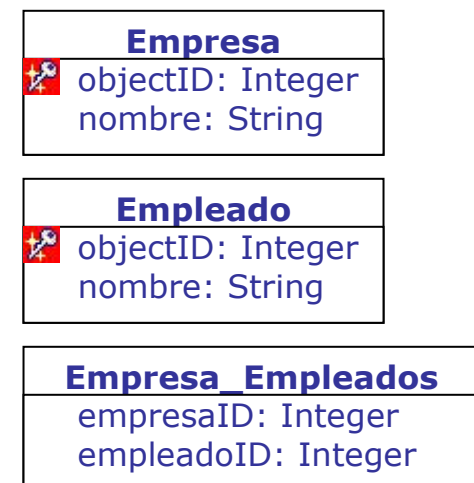 Empresa
objectID: Integer
nombre: String
Empleado
objectID: Integer
nombre: String
Empresa_Empleados
empresaID: Integer
empleadoID: Integer